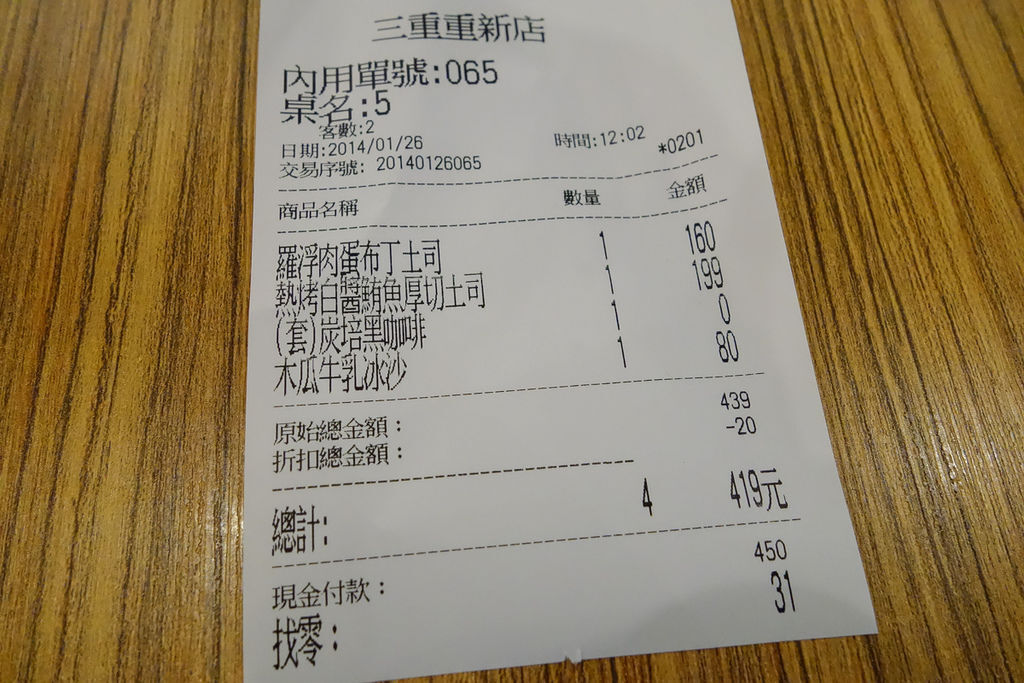 三重重新店
內用單號:065
桌名:5
客數:2
日期:2014/01/26 時間:12:02
交易序號: 20140126065 *0201
商品名稱 數量 金額
羅浮肉蛋布丁土司 1 160
熱烤白醬鮪魚厚切土司 1 199
(套)炭培黑咖啡 1 0
木瓜牛乳冰沙 1 80
原始總金額: 439
折扣總金額: -20
總計: 4 419元
現金付款: 450
找零: 31